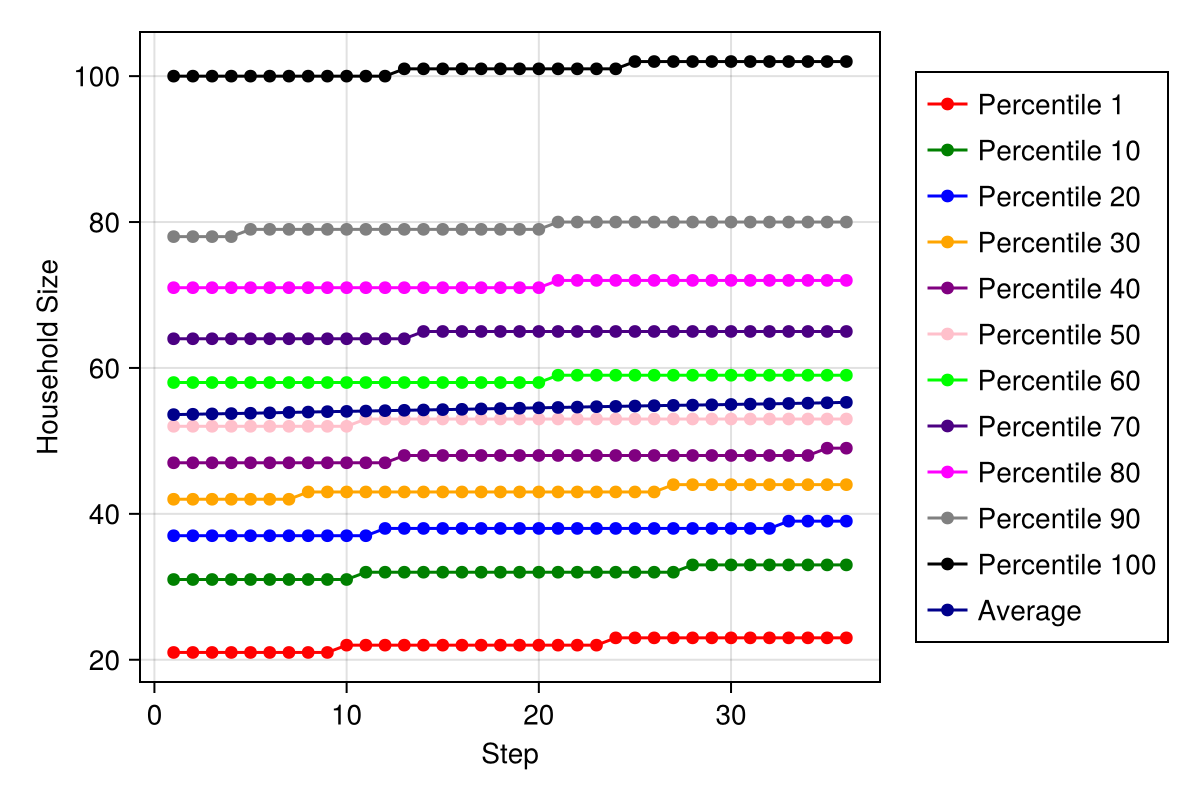 100
80
60
40
20
Household Size
0 10 20 30
Step
Percentile 1
Percentile 10
Percentile 20
Percentile 30
Percentile 40
Percentile 50
Percentile 60
Percentile 70
Percentile 80
Percentile 90
Percentile 100
Average